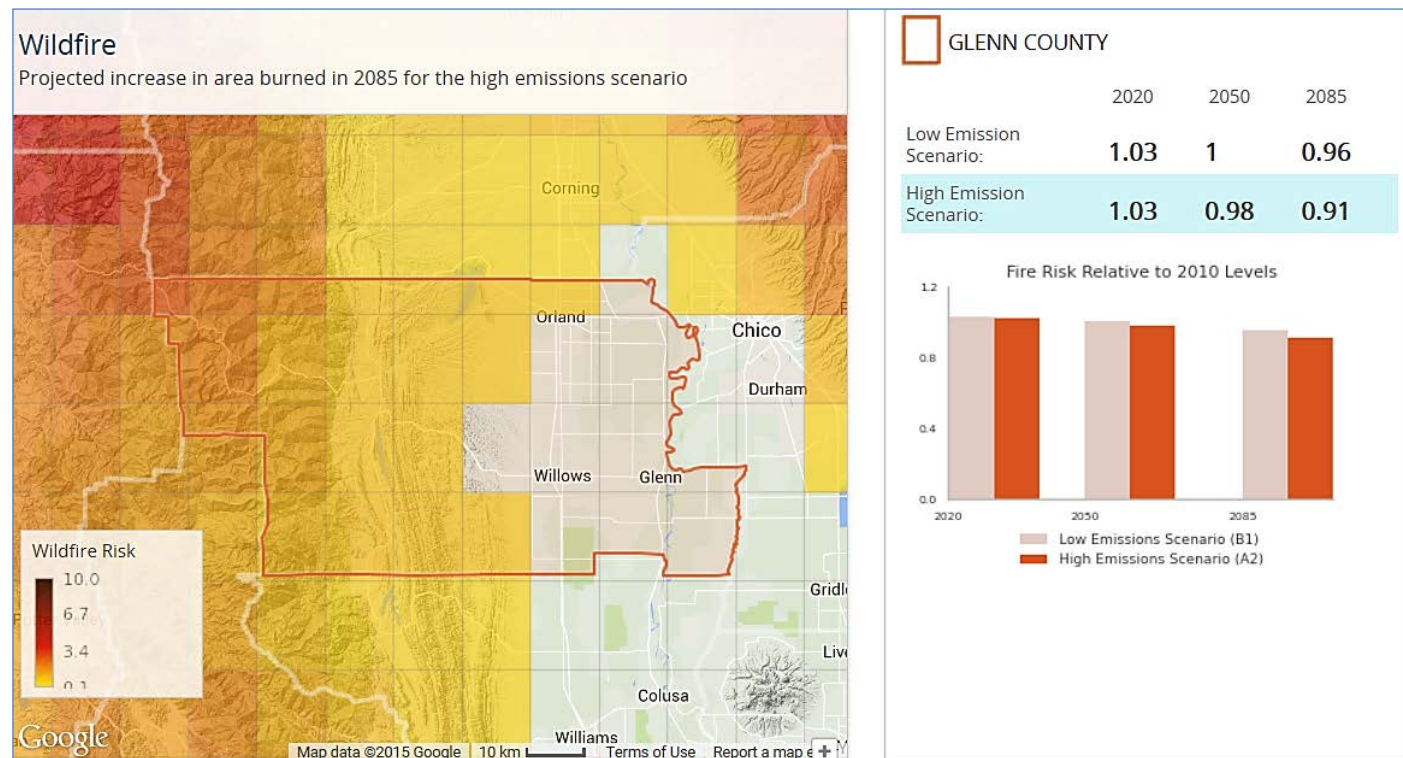 Wildfire
Projected increase in area burned in 2085 for the high emissions scenario
Corning
Orland
Chico
Durham
Willows
Glenn
Colusa
Williams
Wildfire Risk
10.0
6.7
3.4
0.1
Google
Map data ©2015 Google
10 km
Terms of Use
Report a map e
+
GLENN COUNTY
2020 2050 2085
Low Emission
Scenario: 1.03 1 0.96
High Emission
Scenario: 1.03 0.98 0.91
Fire Risk Relative to 2010 Levels
1.2
0.8
0.4
0.0
2020 2050 2085
Low Emissions Scenario (B1)
High Emissions Scenario (A2)